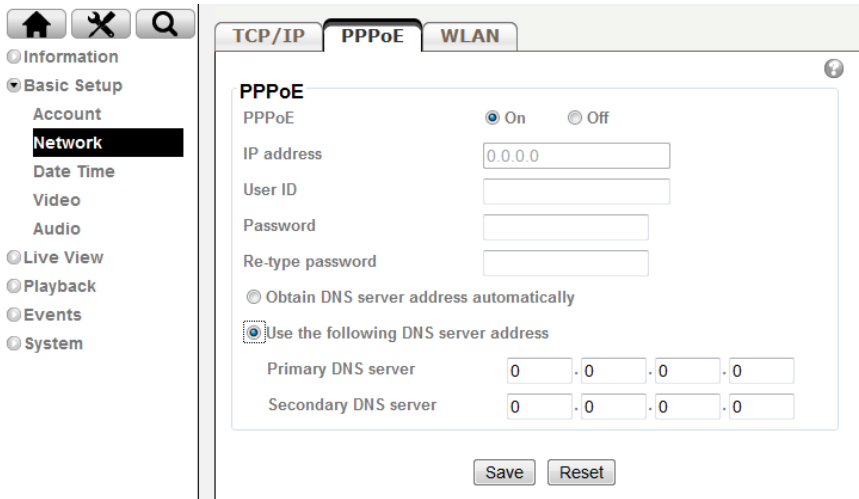 Information
Basic Setup
Account
Network
Date Time
Video
Audio
Live View
Playback
Events
System
TCP/IP PPPoE WLAN
PPPoE
PPPoE On Off
IP address 0.0.0.0
User ID
Password
Re-type password
Obtain DNS server address automatically
Use the following DNS server address
Primary DNS server 0 . 0 . 0 . 0
Secondary DNS server 0 . 0 . 0 . 0
Save Reset